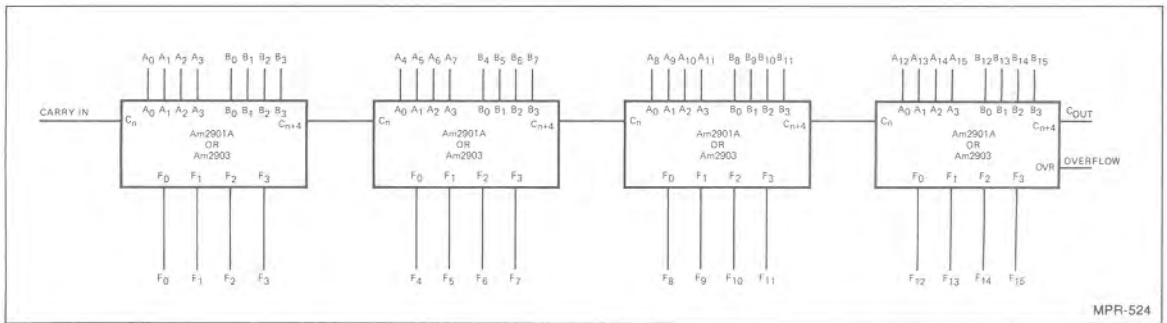 A0 A1 A2 A3 B0 B1 B2 B3 A4 A5 A6 A7 B4 B5 B6 B7 A8 A9 A10 A11 B8 B9 B10 B11 A12 A13 A14 A15 B12 B13 B14 B15
CARRY IN
A0 A1 A2 A3 B0 B1 B2 B3
Cn Cn+4
Am2901A
OR
Am2903
F0 F1 F2 F3
A0 A1 A2 A3 B0 B1 B2 B3
Cn Cn+4
Am2901A
OR
Am2903
F0 F1 F2 F3
A0 A1 A2 A3 B0 B1 B2 B3
Cn Cn+4
Am2901A
OR
Am2903
F0 F1 F2 F3
A0 A1 A2 A3 B0 B1 B2 B3
Cn Cn+4
COUT
Am2901A
OR
Am2903
OVR OVERFLOW
F0 F1 F2 F3
F0 F1 F2 F3 F4 F5 F6 F7 F8 F9 F10 F11 F12 F13 F14 F15
MPR-524